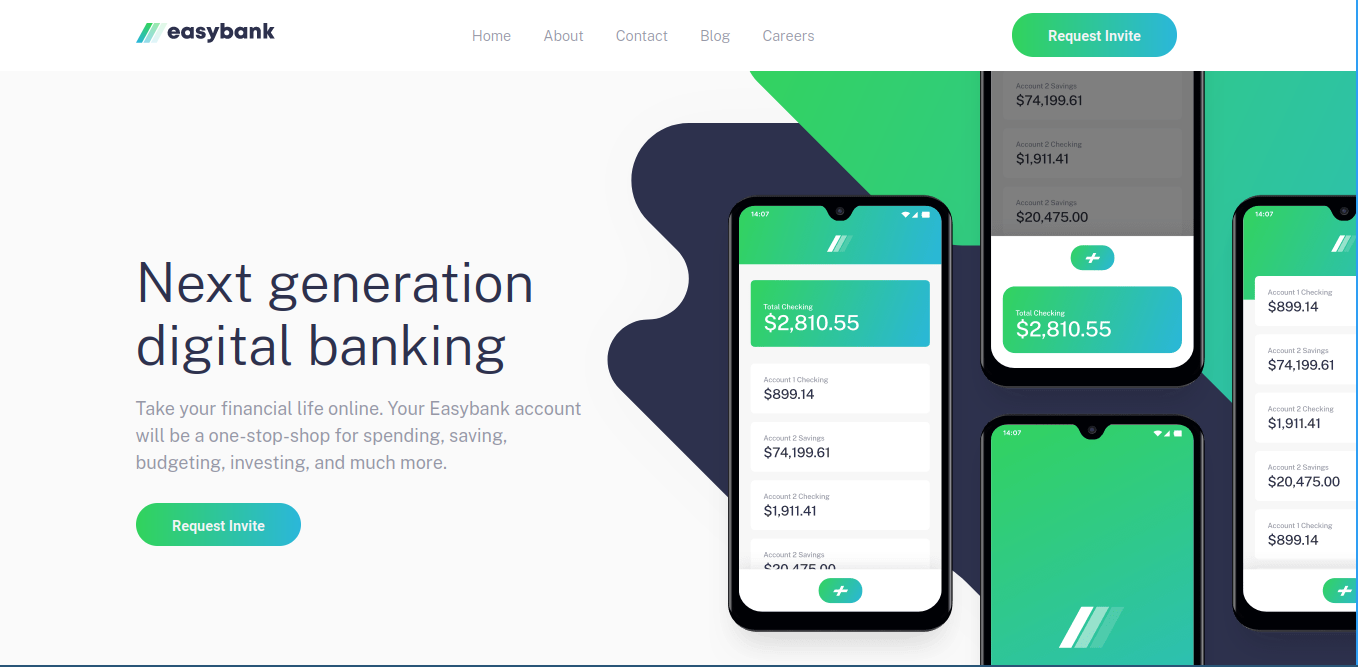 easybank
Home
About
Contact
Blog
Careers
Request Invite
Next generation
digital banking
Take your financial life online. Your Easybank account
will be a one-stop-shop for spending, saving,
budgeting, investing, and much more.
Request Invite
14:07
Total Checking
$2,810.55
Account 1 Checking
$899.14
Account 2 Savings
$74,199.61
Account 2 Checking
$1,911.41
Account 2 Savings
$20,475.00
Account 2 Savings
$74,199.61
Account 2 Checking
$1,911.41
Account 2 Savings
$20,475.00
Total Checking
$2,810.55
14:07
14:07
Account 1 Checking
$899.14
Account 2 Savings
$74,199.61
Account 2 Checking
$1,911.41
Account 2 Savings
$20,475.00
Account 1 Checking
$899.14